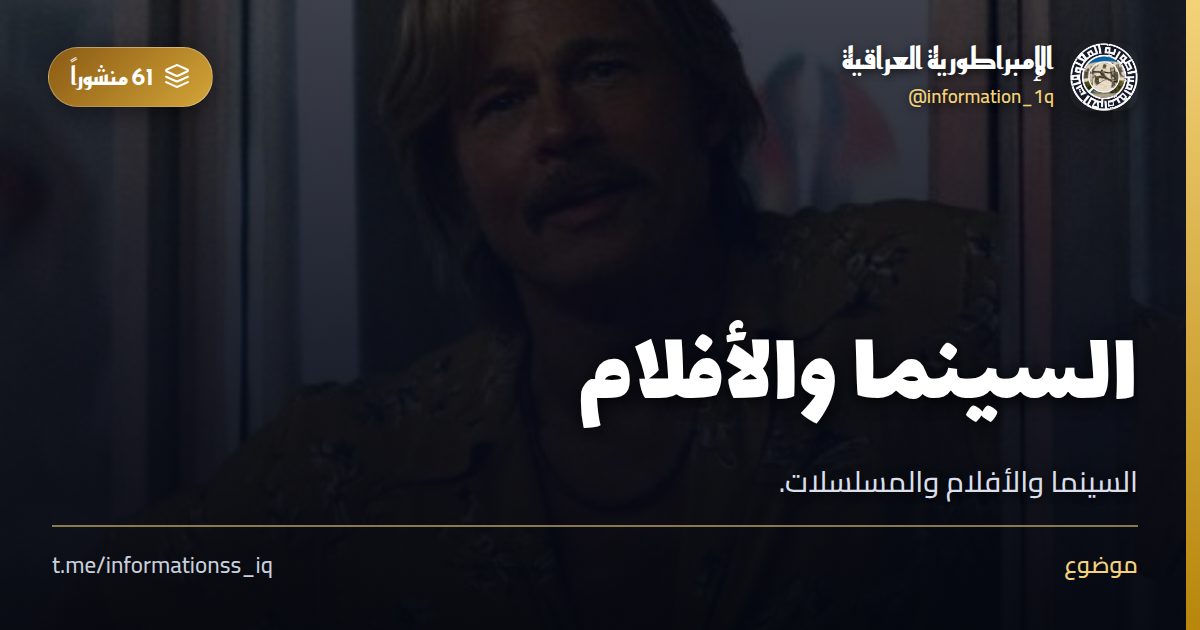 الإمبراطورية العراقية
@information_1q
61 منشوراً
السينما والأفلام
السينما والأفلام والمسلسلات.
موضوع
t.me/informationss_iq